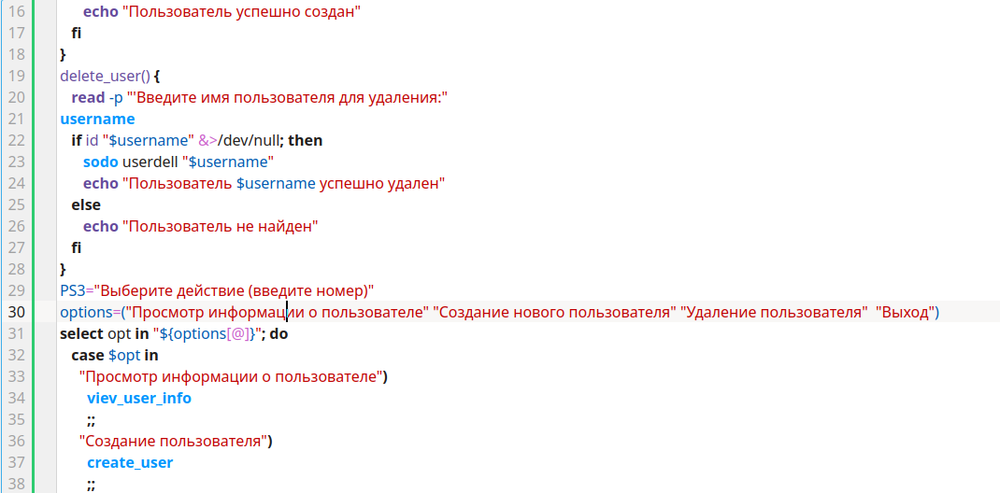 16 echo "Пользователь успешно создан"
17 fi
18 }
19 delete_user() {
20 read -p "'Введите имя пользователя для удаления:"
21 username
22 if id "$username" &>/dev/null; then
23 sodo userdell "$username"
24 echo "Пользователь $username успешно удален"
25 else
26 echo "Пользователь не найден"
27 fi
28 }
29 PS3="Выберите действие (введите номер)"
30 options=("Просмотр информации о пользователе" "Создание нового пользователя" "Удаление пользователя" "Выход")
31 select opt in "${options[@]}"; do
32 case $opt in
33 "Просмотр информации о пользователе")
34 viev_user_info
35 ;;
36 "Создание пользователя")
37 create_user
38 ;;